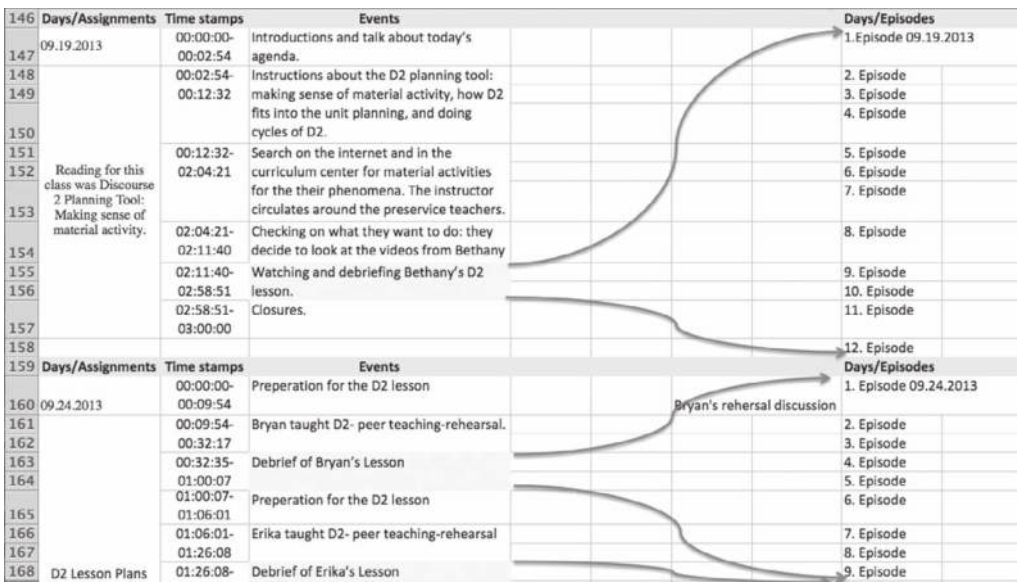 146 Days/Assignments Time stamps Events Days/Episodes
09.19.2013 00:00:00- Introductions and talk about today's 1.Episode 09.19.2013
147 00:02:54 agenda.
148 00:02:54- Instructions about the D2 planning tool: 2. Episode
149 00:12:32 making sense of material activity, how D2 3. Episode
fits into the unit planning, and doing 4. Episode
150 cycles of D2.
151 00:12:32- Search on the internet and in the 5. Episode
152 Reading for this 02:04:21 curriculum center for material activities 6. Episode
class was Discourse for the their phenomena. The instructor 7. Episode
2 Planning Tool:
153 Making sense of circulates around the preservice teachers.
material activity. 02:04:21- Checking on what they want to do: they 8. Episode
154 02:11:40 decide to look at the videos from Bethany
155 02:11:40- Watching and debriefing Bethany's D2 9. Episode
156 02:58:51 lesson. 10. Episode
02:58:51- Closures. 11. Episode
157 03:00:00
158 12. Episode
159 Days/Assignments Time stamps Events Days/Episodes
00:00:00- Preperation for the D2 lesson 1. Episode 09.24.2013
160 09.24.2013 00:09:54 Bryan's rehersal discussion
161 00:09:54- Bryan taught D2- peer teaching-rehearsal. 2. Episode
162 00:32:17 3. Episode
163 00:32:35- Debrief of Bryan's Lesson 4. Episode
164 01:00:07 5. Episode
01:00:07- Preperation for the D2 lesson 6. Episode
165 01:06:01
166 01:06:01- Erika taught D2- peer teaching-rehearsal 7. Episode
167 01:26:08 8. Episode
168 D2 Lesson Plans 01:26:08- Debrief of Erika's Lesson 9. Episode